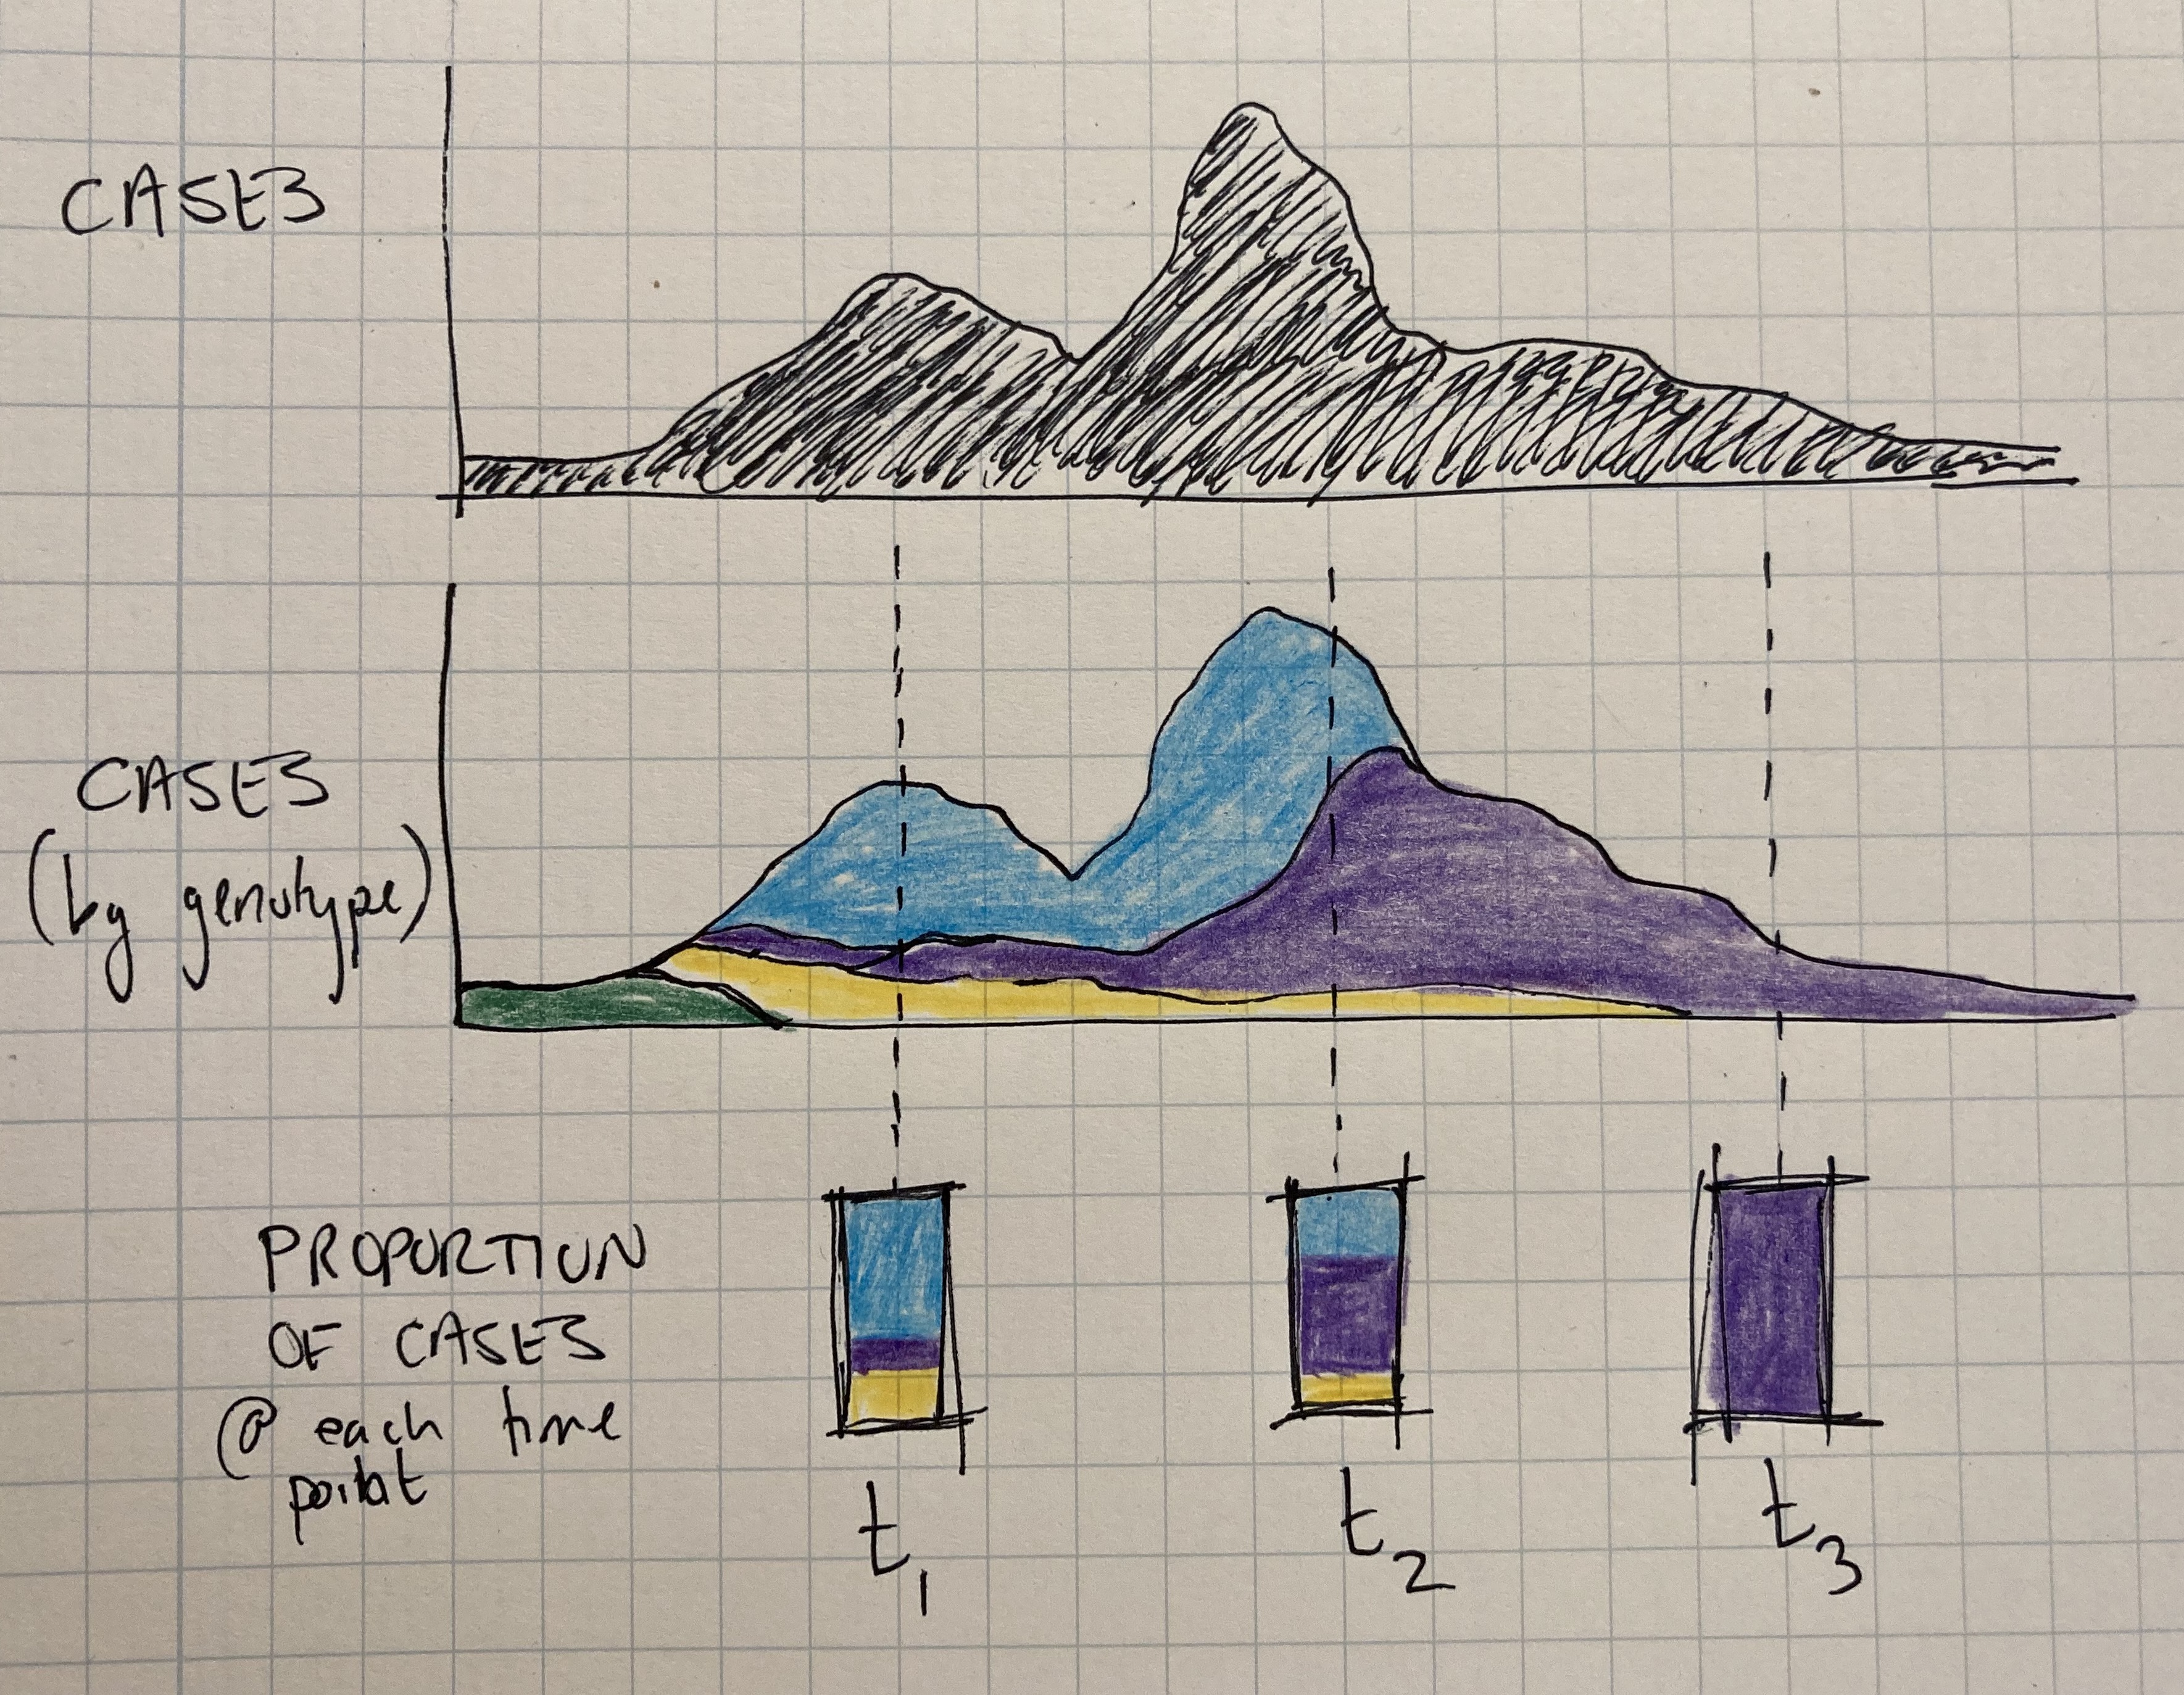 CASES
CASES
(by genotype)
PROPORTION
OF CASES
@ each time
point
t1
t2
t3